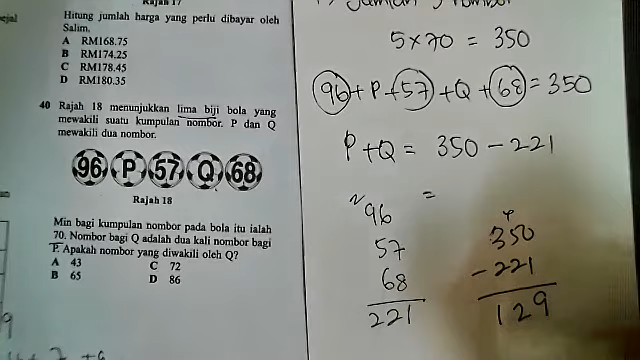 Rajah 17
Hitung jumlah harga yang perlu dibayar oleh
Salim.
A RM168.75
B RM174.25
C RM178.45
D RM180.35
40 Rajah 18 menunjukkan lima biji bola yang
mewakili suatu kumpulan nombor. P dan Q
mewakili dua nombor.
96 P 57 Q 68
Rajah 18
Min bagi kumpulan nombor pada bola itu ialah
70. Nombor bagi Q adalah dua kali nombor bagi
P. Apakah nombor yang diwakili oleh Q?
A 43 C 72
B 65 D 86
5 x 70 = 350
96 + P + 57 + Q + 68 = 350
P + Q = 350 - 221
=
96
57
68
221
350
- 221
129